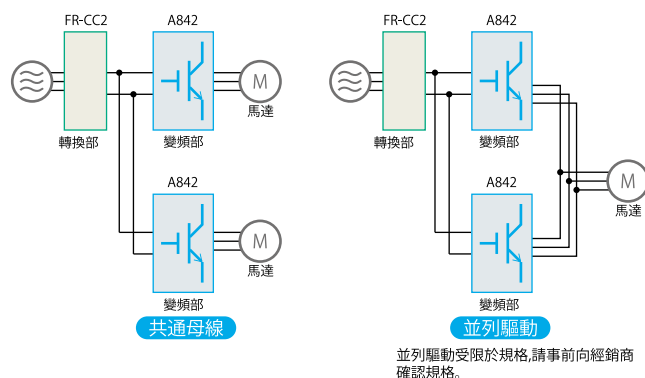 FR-CC2
A842
M
馬達
轉換部
變頻部
A842
M
馬達
變頻部
共通母線
FR-CC2
A842
轉換部
變頻部
M
馬達
A842
變頻部
並列驅動
並列驅動受限於規格,請事前向經銷商
確認規格。